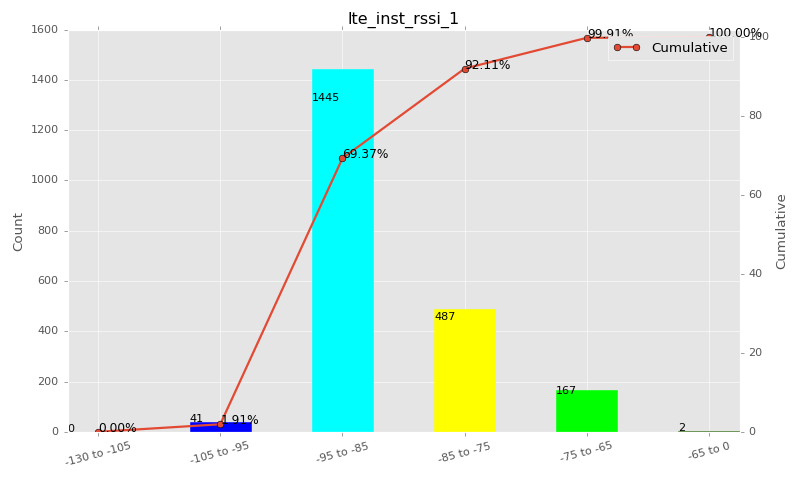 lte_inst_rssi_1
1600
1400
1200
1000
800
600
400
200
0
Count
100
80
60
40
20
0
Cumulative
Cumulative
0
41
1445
487
167
2
0.00%
1.91%
69.37%
92.11%
99.91%
100.00%
-130 to -105
-105 to -95
-95 to -85
-85 to -75
-75 to -65
-65 to 0